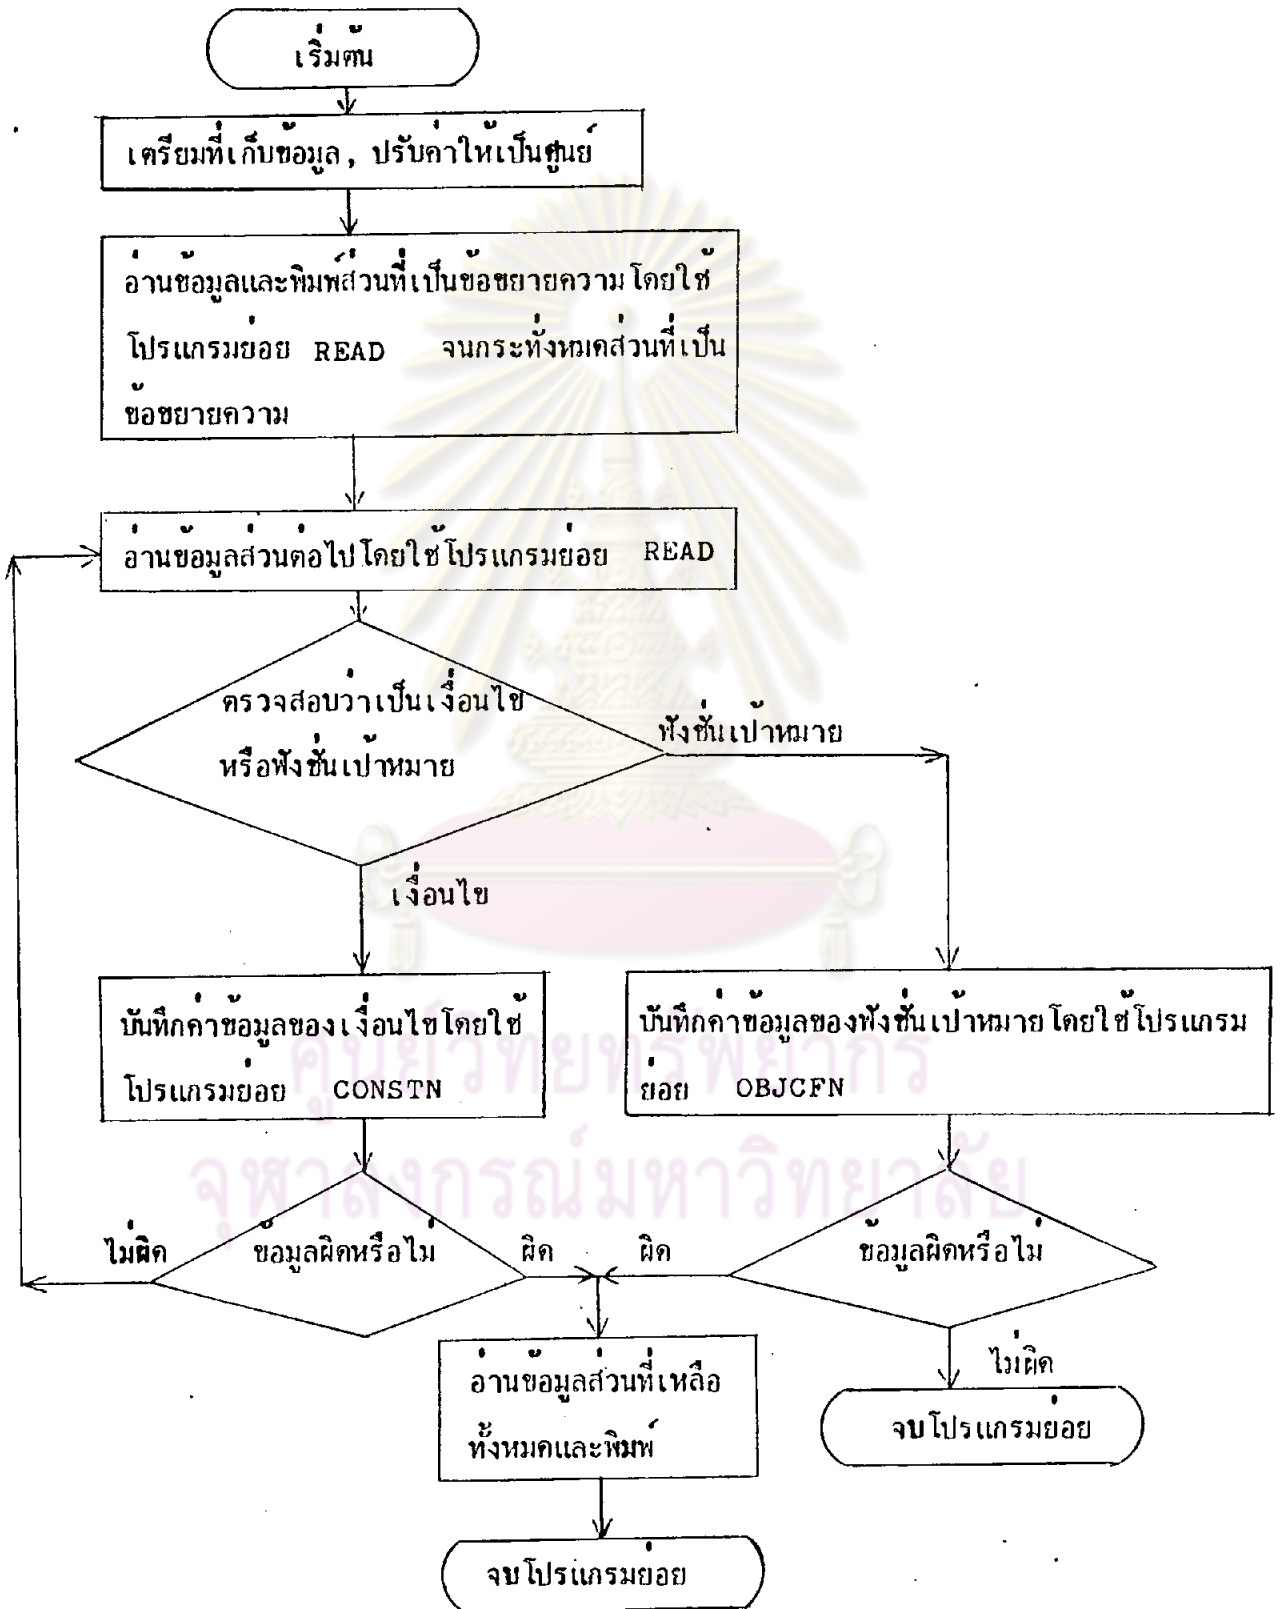 เริ่มต้น
เตรียมที่เก็บข้อมูล, ปรับค่าให้เป็นศูนย์
อ่านข้อมูลและพิมพ์ส่วนที่เป็นข้อขยายความโดยใช้
โปรแกรมย่อย READ จนกระทั่งหมดส่วนที่เป็น
ข้อขยายความ
อ่านข้อมูลส่วนต่อไปโดยใช้โปรแกรมย่อย READ
ตรวจสอบว่าเป็นเงื่อนไข
หรือฟังชั่นเป้าหมาย
ฟังชั่นเป้าหมาย
เงื่อนไข
บันทึกค่าข้อมูลของเงื่อนไขโดยใช้
โปรแกรมย่อย CONSTN
บันทึกค่าข้อมูลของฟังชั่นเป้าหมายโดยใช้โปรแกรม
ย่อย OBJCFN
ศูนย์วิทยทรัพยากร
จุฬาลงกรณ์มหาวิทยาลัย
ไม่ผิด
ข้อมูลผิดหรือไม่
ผิด
ผิด
ข้อมูลผิดหรือไม่
ไม่ผิด
อ่านข้อมูลส่วนที่เหลือ
ทั้งหมดและพิมพ์
จบโปรแกรมย่อย
จบโปรแกรมย่อย